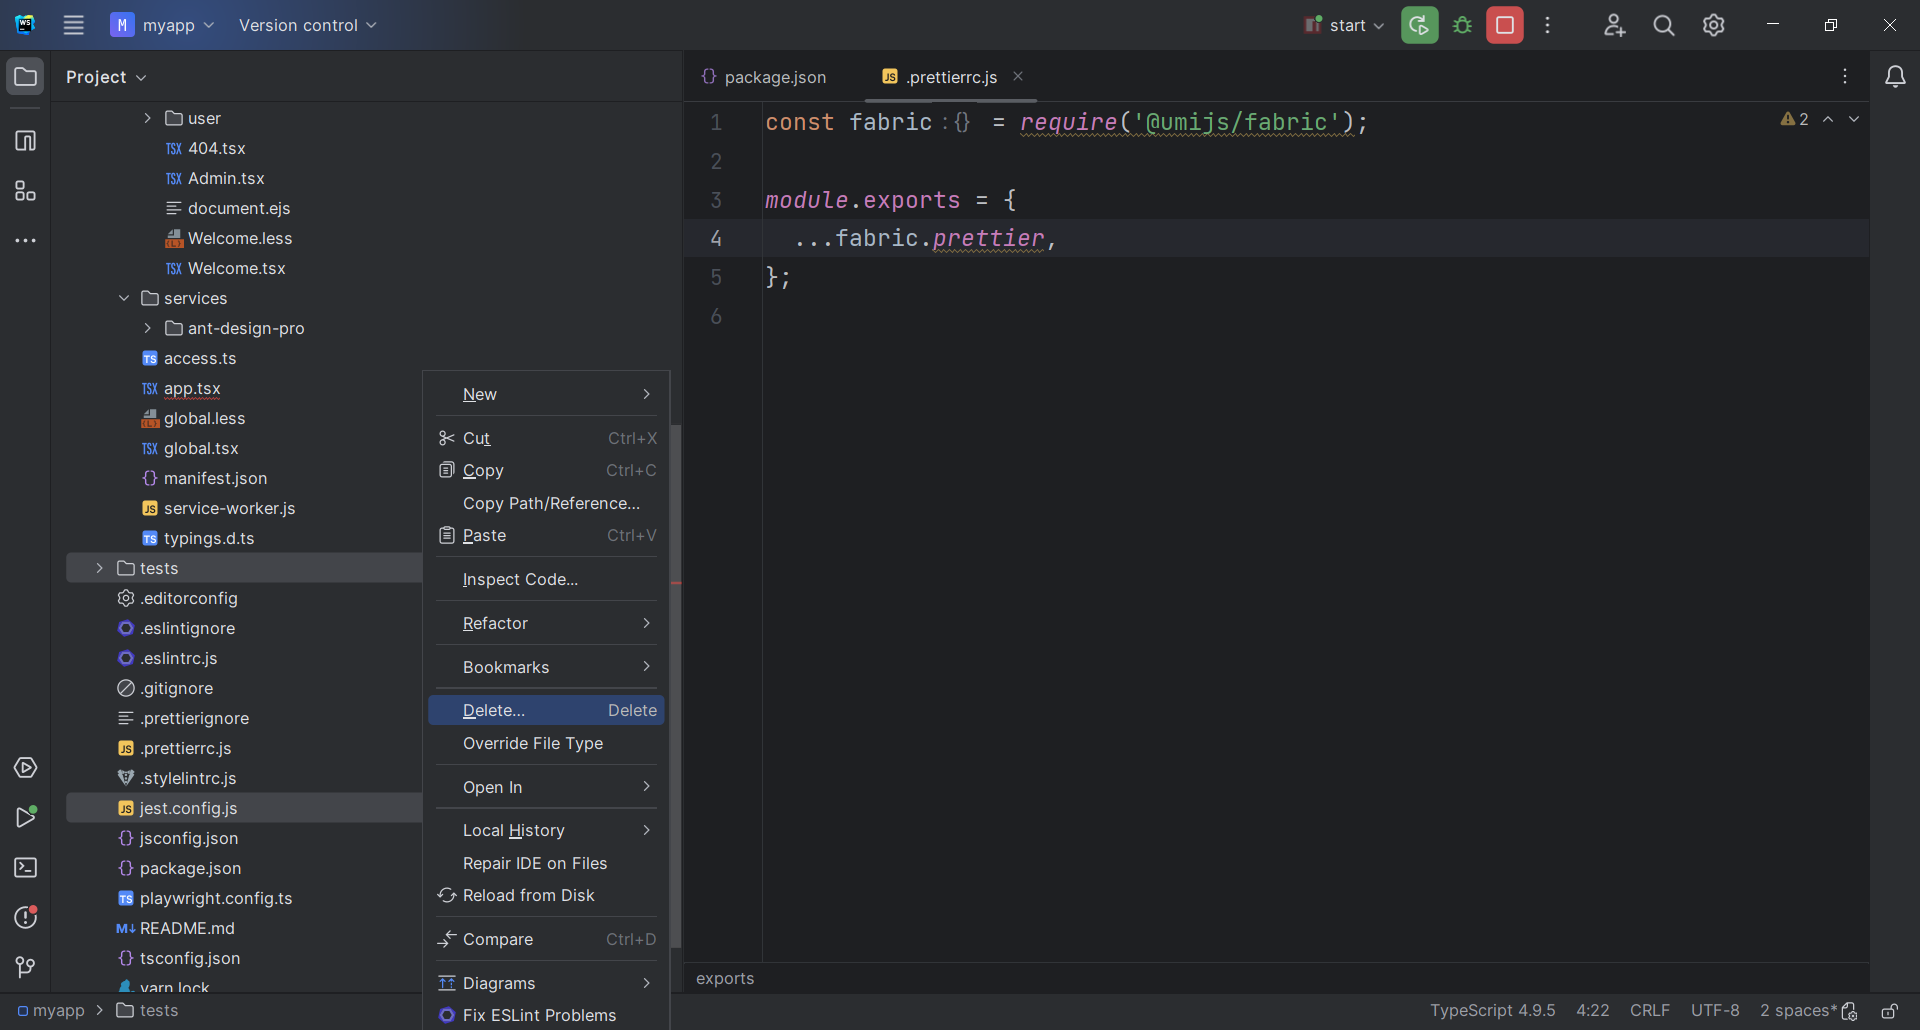 M myapp Version control start
Project
package.json .prettierrc.js
user
404.tsx
Admin.tsx
document.ejs
Welcome.less
Welcome.tsx
services
ant-design-pro
access.ts
app.tsx
global.less
global.tsx
manifest.json
service-worker.js
typings.d.ts
tests
.editorconfig
.eslintignore
.eslintrc.js
.gitignore
.prettierignore
.prettierrc.js
.stylelintrc.js
jest.config.js
jsconfig.json
package.json
playwright.config.ts
README.md
tsconfig.json
yarn.lock
New
Cut Ctrl+X
Copy Ctrl+C
Copy Path/Reference...
Paste Ctrl+V
Inspect Code...
Refactor
Bookmarks
Delete... Delete
Override File Type
Open In
Local History
Repair IDE on Files
Reload from Disk
Compare Ctrl+D
Diagrams
Fix ESLint Problems
1 const fabric : {} = require('@umijs/fabric');
2
3 module.exports = {
4 ...fabric.prettier,
5 };
6
2
exports
myapp > tests
TypeScript 4.9.5 4:22 CRLF UTF-8 2 spaces*